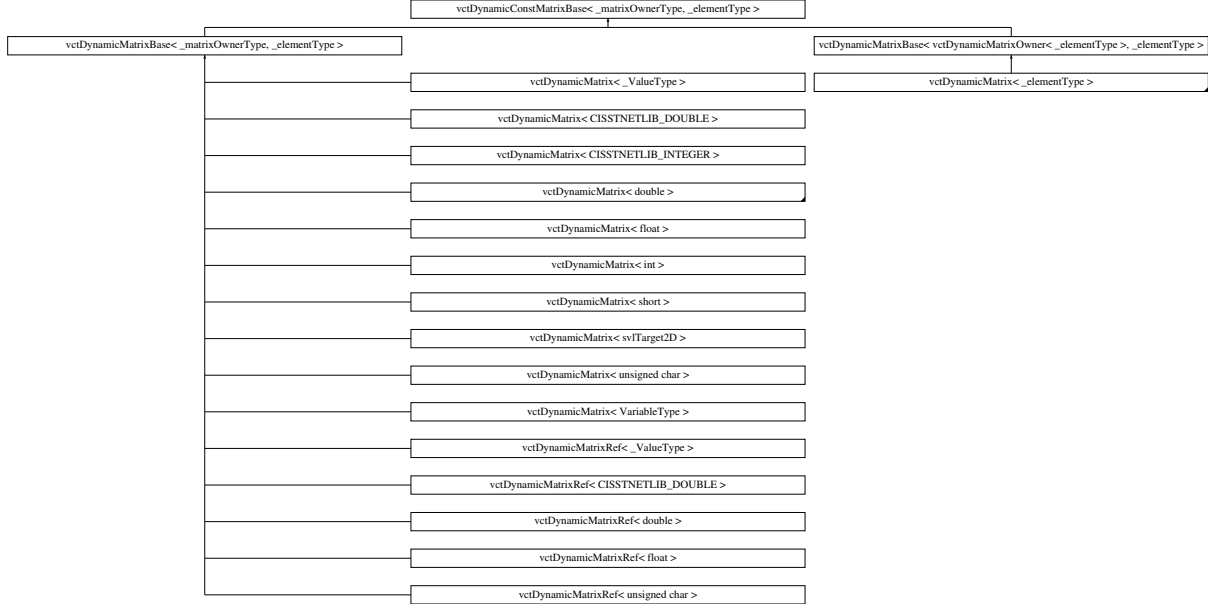 vctDynamicConstMatrixBase< _matrixOwnerType, _elementType >
vctDynamicMatrixBase< _matrixOwnerType, _elementType >
vctDynamicMatrixBase< vctDynamicMatrixOwner< _elementType >, _elementType >
vctDynamicMatrix< _ValueType >
vctDynamicMatrix< _elementType >
vctDynamicMatrix< CISSTNETLIB_DOUBLE >
vctDynamicMatrix< CISSTNETLIB_INTEGER >
vctDynamicMatrix< double >
vctDynamicMatrix< float >
vctDynamicMatrix< int >
vctDynamicMatrix< short >
vctDynamicMatrix< svlTarget2D >
vctDynamicMatrix< unsigned char >
vctDynamicMatrix< VariableType >
vctDynamicMatrixRef< _ValueType >
vctDynamicMatrixRef< CISSTNETLIB_DOUBLE >
vctDynamicMatrixRef< double >
vctDynamicMatrixRef< float >
vctDynamicMatrixRef< unsigned char >